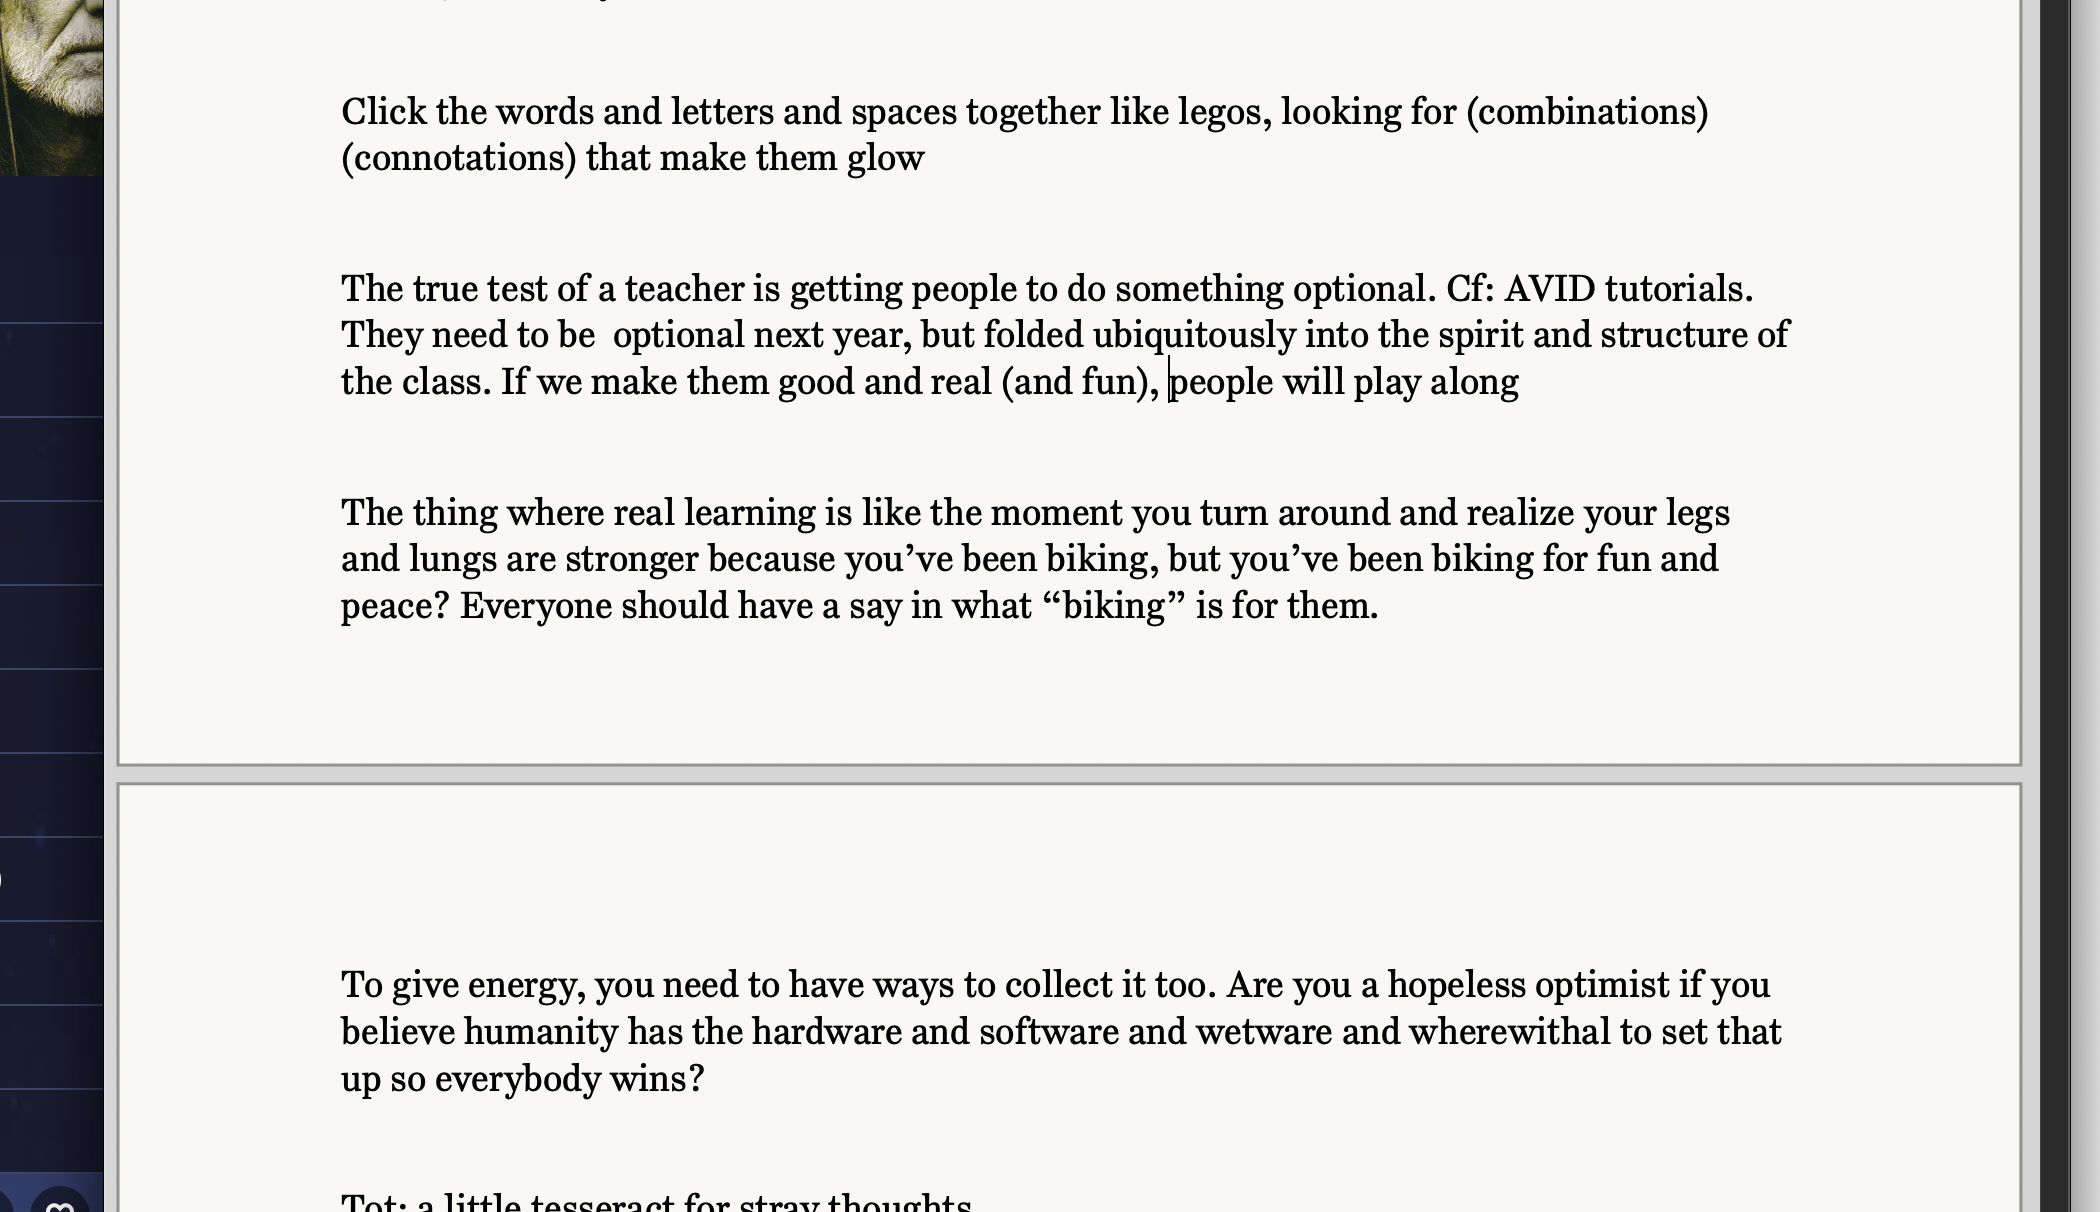 Click the words and letters and spaces together like legos, looking for (combinations)
(connotations) that make them glow
The true test of a teacher is getting people to do something optional. Cf: AVID tutorials.
They need to be  optional next year, but folded ubiquitously into the spirit and structure of
the class. If we make them good and real (and fun), people will play along
The thing where real learning is like the moment you turn around and realize your legs
and lungs are stronger because you’ve been biking, but you’ve been biking for fun and
peace? Everyone should have a say in what “biking” is for them.
To give energy, you need to have ways to collect it too. Are you a hopeless optimist if you
believe humanity has the hardware and software and wetware and wherewithal to set that
up so everybody wins?
Tot: a little tesseract for stray thoughts